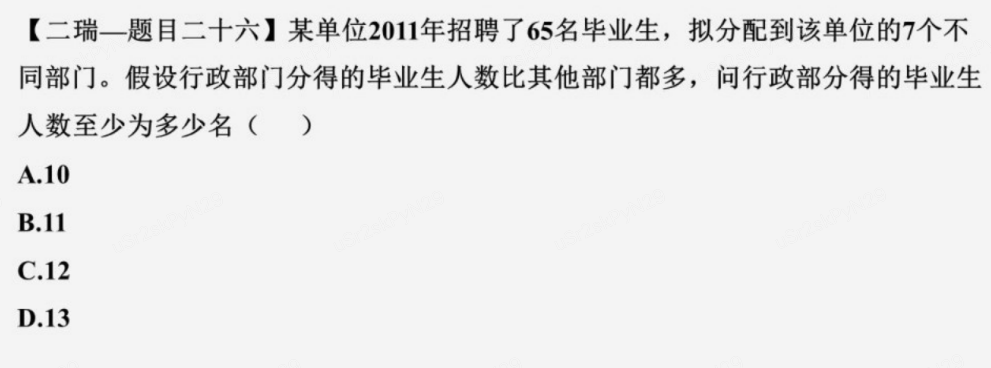 【二瑞—题目二十六】某单位2011年招聘了65名毕业生，拟分配到该单位的7个不
同部门。假设行政部门分得的毕业生人数比其他部门都多，问行政部分得的毕业生
人数至少为多少名（　）
A.10
B.11
C.12
D.13